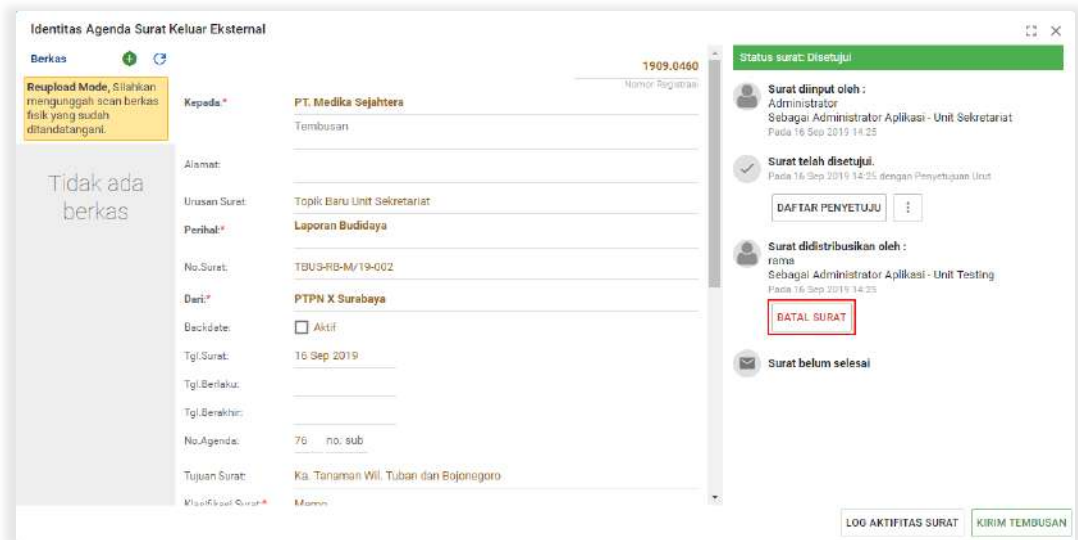 Identitas Agenda Surat Keluar Eksternal
Berkas
Reupload Mode, Silahkan
mengunggah scan berkas
fisik yang sudah
ditandatangani.
Tidak ada
berkas
1909.0460
Nomor Registrasi
Kepada:*
PT. Medika Sejahtera
Tembusan
Alamat:
Urusan Surat:
Topik Baru Unit Sekretariat
Perihal:*
Laporan Budidaya
No.Surat:
TBUS-RB-M/19-002
Dari:*
PTPN X Surabaya
Backdate:
Aktif
Tgl.Surat:
16 Sep 2019
Tgl.Berlaku:
Tgl.Berakhir:
No.Agenda:
76 no. sub
Tujuan Surat:
Ka. Tanaman Wil. Tuban dan Bojonegoro
Klasifikasi Surat:*
Memo
Status surat: Disetujui
Surat diinput oleh :
Administrator
Sebagai Administrator Aplikasi - Unit Sekretariat
Pada 16 Sep 2019 14:25
Surat telah disetujui.
Pada 16 Sep 2019 14:25 dengan Penyetujuan Urut
DAFTAR PENYETUJU
Surat didistribusikan oleh :
rama
Sebagai Administrator Aplikasi - Unit Testing
Pada 16 Sep 2019 14:25
BATAL SURAT
Surat belum selesai
LOG AKTIFITAS SURAT
KIRIM TEMBUSAN